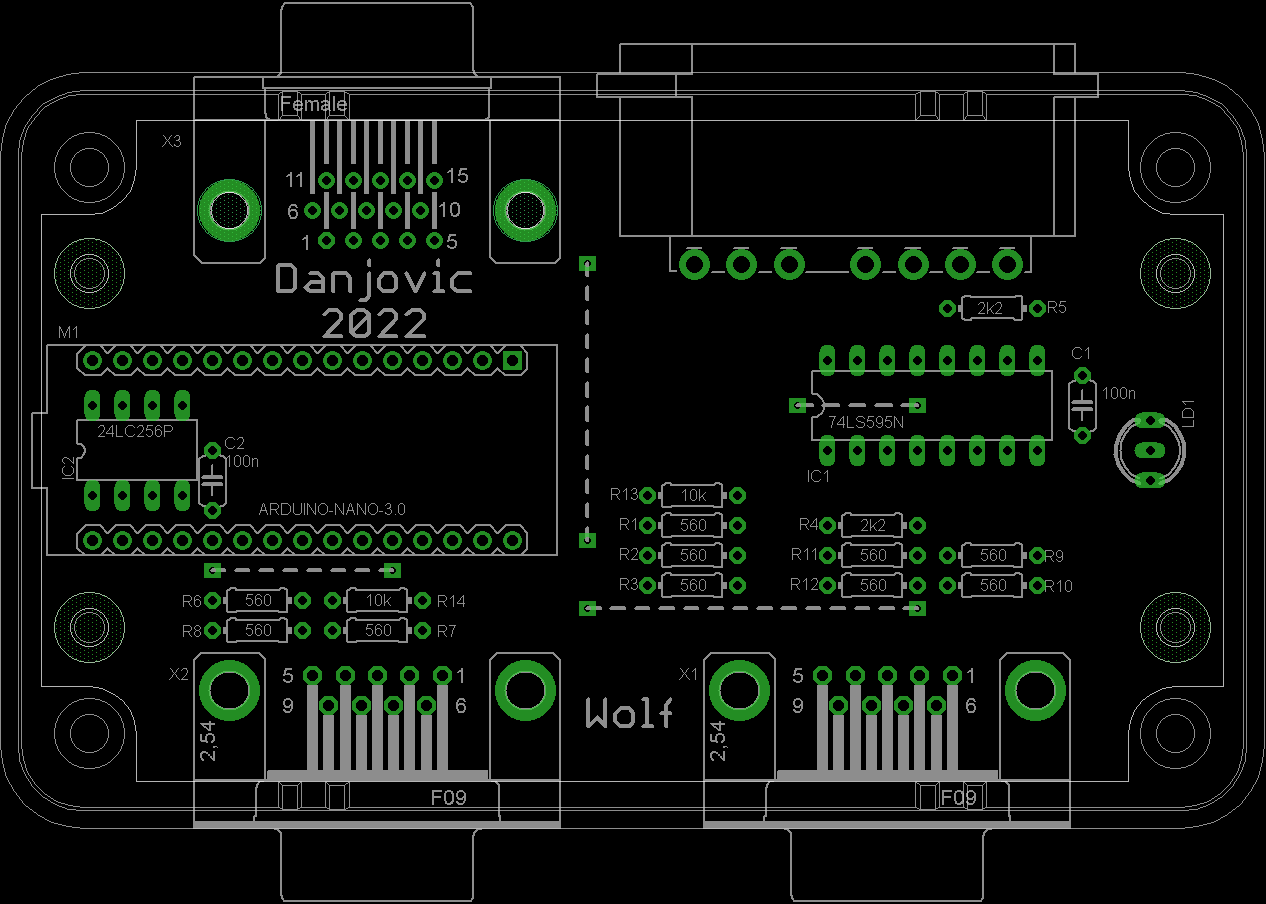 Female
X3
11 15
6 10
1 5
Danjovic
2022
2k2 R5
M1
C1
100n
LD1
24LC256P
IC2
C2
100n
74LS595N
IC1
ARDUINO-NANO-3.0
R13 10k
R1 560
R4 2k2
R2 560
R11 560
560 R9
R3 560
R12 560
560 R10
R6 560
10k R14
R8 560
560 R7
X2
5 1
9 6
2,54
Wolf
X1
5 1
9 6
2,54
F09
F09